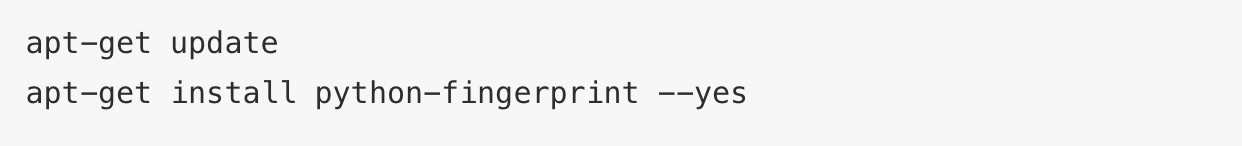 apt-get update
apt-get install python-fingerprint --yes